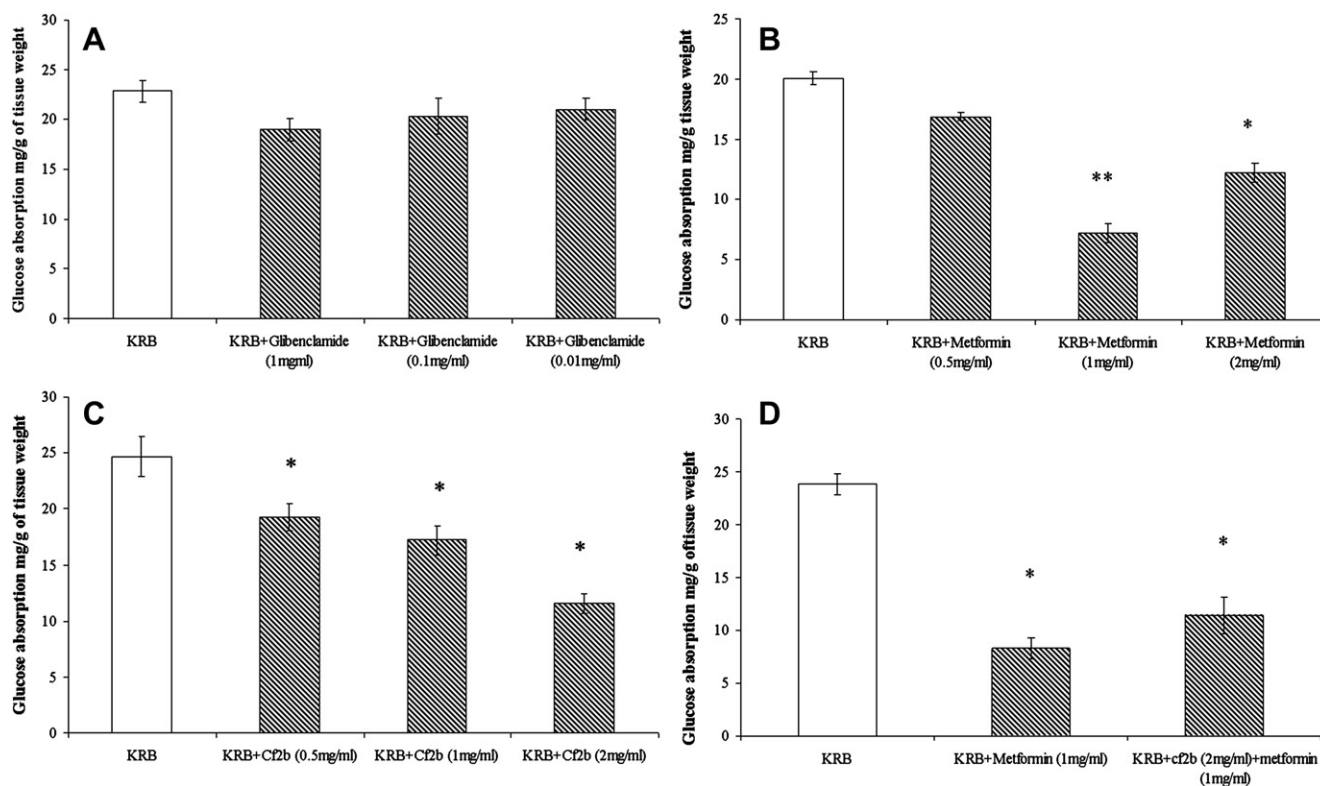 A
Glucose absorption mg/g of tissue weight
30
25
20
15
10
5
0
KRB
KRB+Glibenclamide
(1mgml)
KRB+Glibenclamide
(0.1mg/ml)
KRB+Glibenclamide
(0.01mg/ml)
B
Glucose absorption mg/g tissue weight
25
20
15
10
5
0
**
*
KRB
KRB+Metformin
(0.5mg/ml)
KRB+Metformin
(1mg/ml)
KRB+Metformin
(2mg/ml)
C
Glucose absorption mg/g of tissue weight
30
25
20
15
10
5
0
*
*
*
KRB
KRB+Cf2b (0.5mg/ml)
KRB+Cf2b (1mg/ml)
KRB+Cf2b (2mg/ml)
D
Glucose absorption mg/g oftissue weight
30
25
20
15
10
5
0
*
*
KRB
KRB+Metformin (1mg/ml)
KRB+cf2b (2mg/ml)+metformin
(1mg/ml)